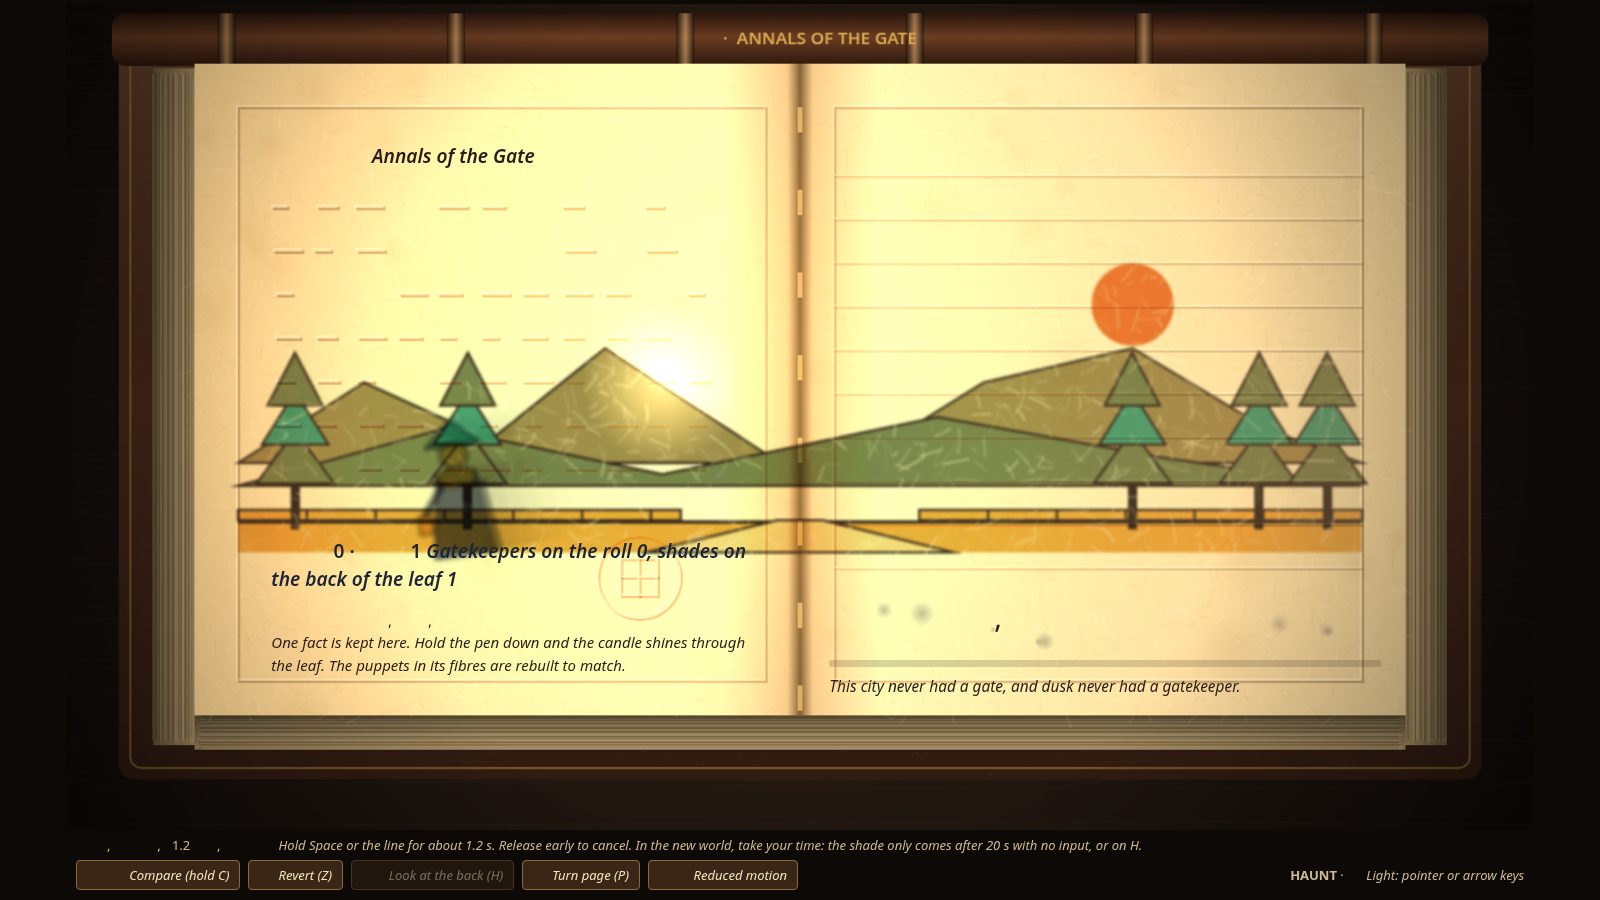 · ANNALS OF THE GATE
Annals of the Gate
0 · 1 Gatekeepers on the roll 0, shades on
the back of the leaf 1
, ,
One fact is kept here. Hold the pen down and the candle shines through
the leaf. The puppets in its fibres are rebuilt to match.
,
This city never had a gate, and dusk never had a gatekeeper.
, , 1.2 , Hold Space or the line for about 1.2 s. Release early to cancel. In the new world, take your time: the shade only comes after 20 s with no input, or on H.
Compare (hold C) Revert (Z) Look at the back (H) Turn page (P) Reduced motion HAUNT · Light: pointer or arrow keys